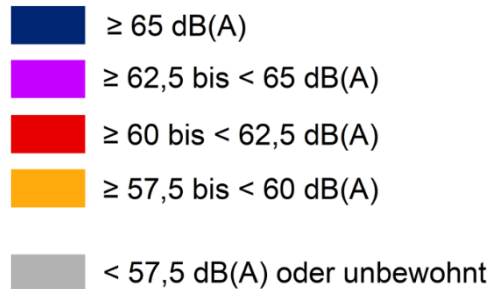 ≥ 65 dB(A)
≥ 62,5 bis < 65 dB(A)
≥ 60 bis < 62,5 dB(A)
≥ 57,5 bis < 60 dB(A)
< 57,5 dB(A) oder unbewohnt